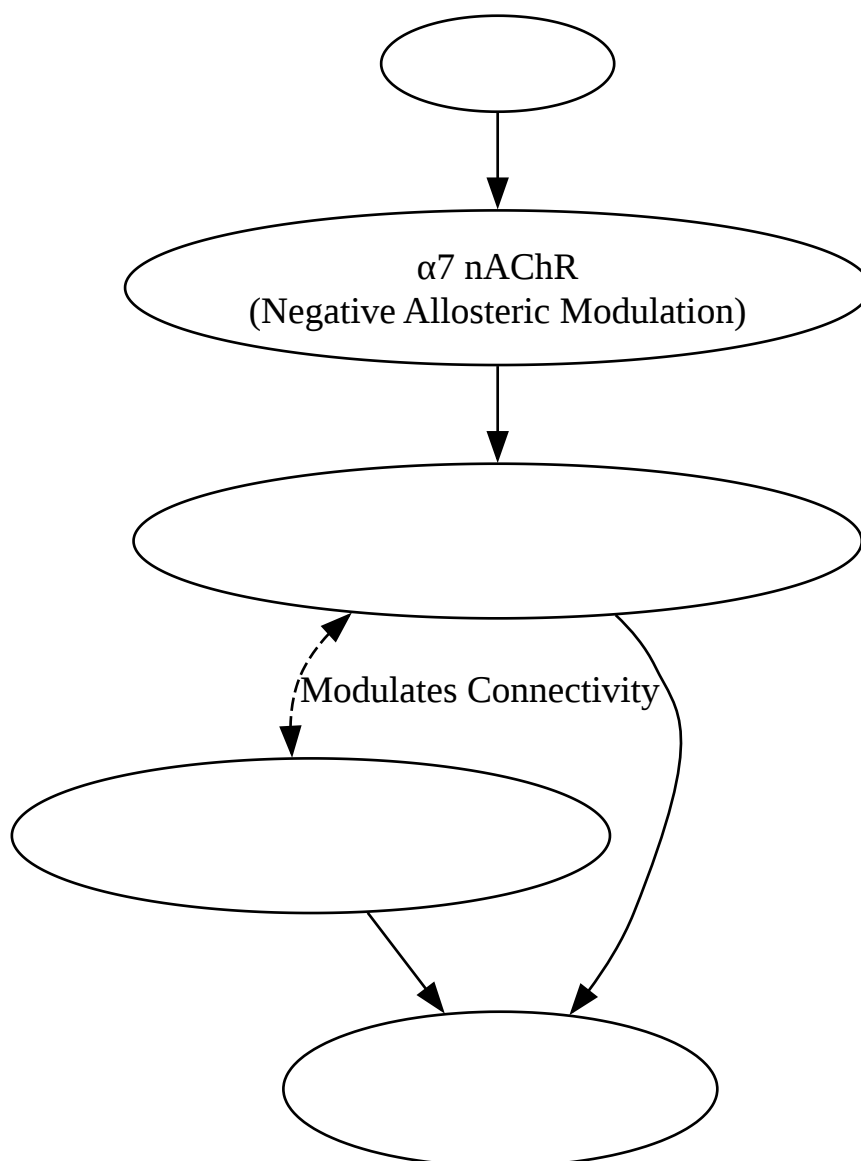 α7 nAChR
(Negative Allosteric Modulation)
Modulates Connectivity